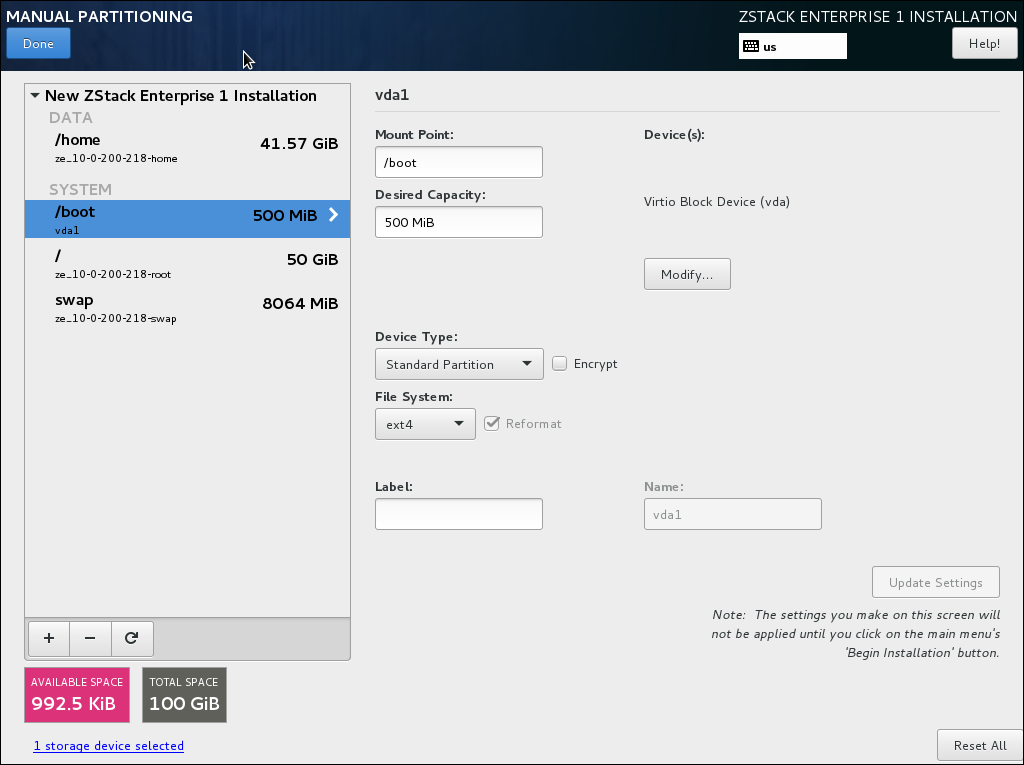 MANUAL PARTITIONING
ZSTACK ENTERPRISE 1 INSTALLATION
Done
us
Help!
New ZStack Enterprise 1 Installation
DATA
/home
41.57 GiB
ze_10-0-200-218-home
SYSTEM
/boot
500 MiB
vda1
/
50 GiB
ze_10-0-200-218-root
swap
8064 MiB
ze_10-0-200-218-swap
vda1
Mount Point:
/boot
Desired Capacity:
500 MiB
Device(s):
Virtio Block Device (vda)
Modify...
Device Type:
Standard Partition
Encrypt
File System:
ext4
Reformat
Label:
Name:
vda1
Update Settings
Note:  The settings you make on this screen will
not be applied until you click on the main menu's
'Begin Installation' button.
AVAILABLE SPACE
992.5 KiB
TOTAL SPACE
100 GiB
1 storage device selected
Reset All